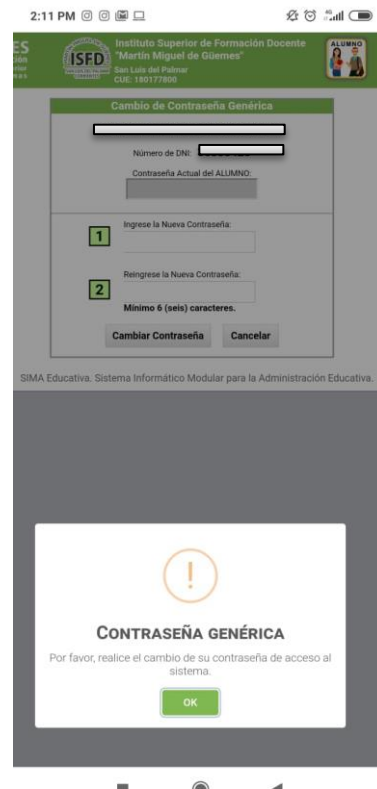 2:11 PM
ES
ISFD
Instituto Superior de Formación Docente
"Martín Miguel de Güemes"
San Luis del Palmar
CUE: 180177800
ALUMNO
Cambio de Contraseña Genérica
Número de DNI:
Contraseña Actual del ALUMNO:
1
Ingrese la Nueva Contraseña:
2
Reingrese la Nueva Contraseña:
Mínimo 6 (seis) caracteres.
Cambiar Contraseña
Cancelar
SIMA Educativa. Sistema Informático Modular para la Administración Educativa.
!
CONTRASEÑA GENÉRICA
Por favor, realice el cambio de su contraseña de acceso al
sistema.
OK